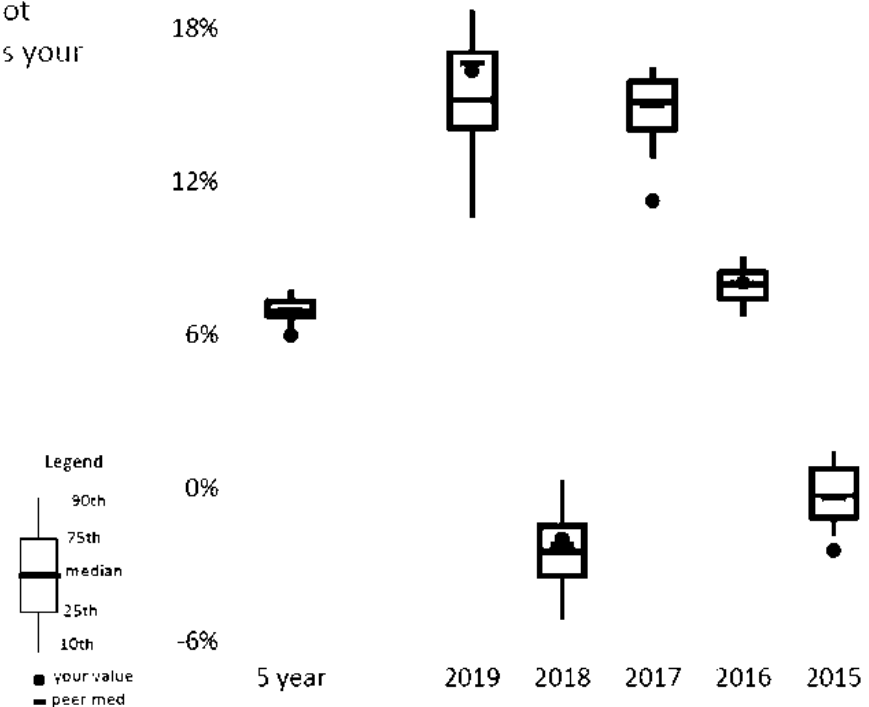 ot
s your
18%
12%
6%
0%
-6%
Legend
90th
75th
median
25th
10th
your value
peer med
5 year 2019 2018 2017 2016 2015